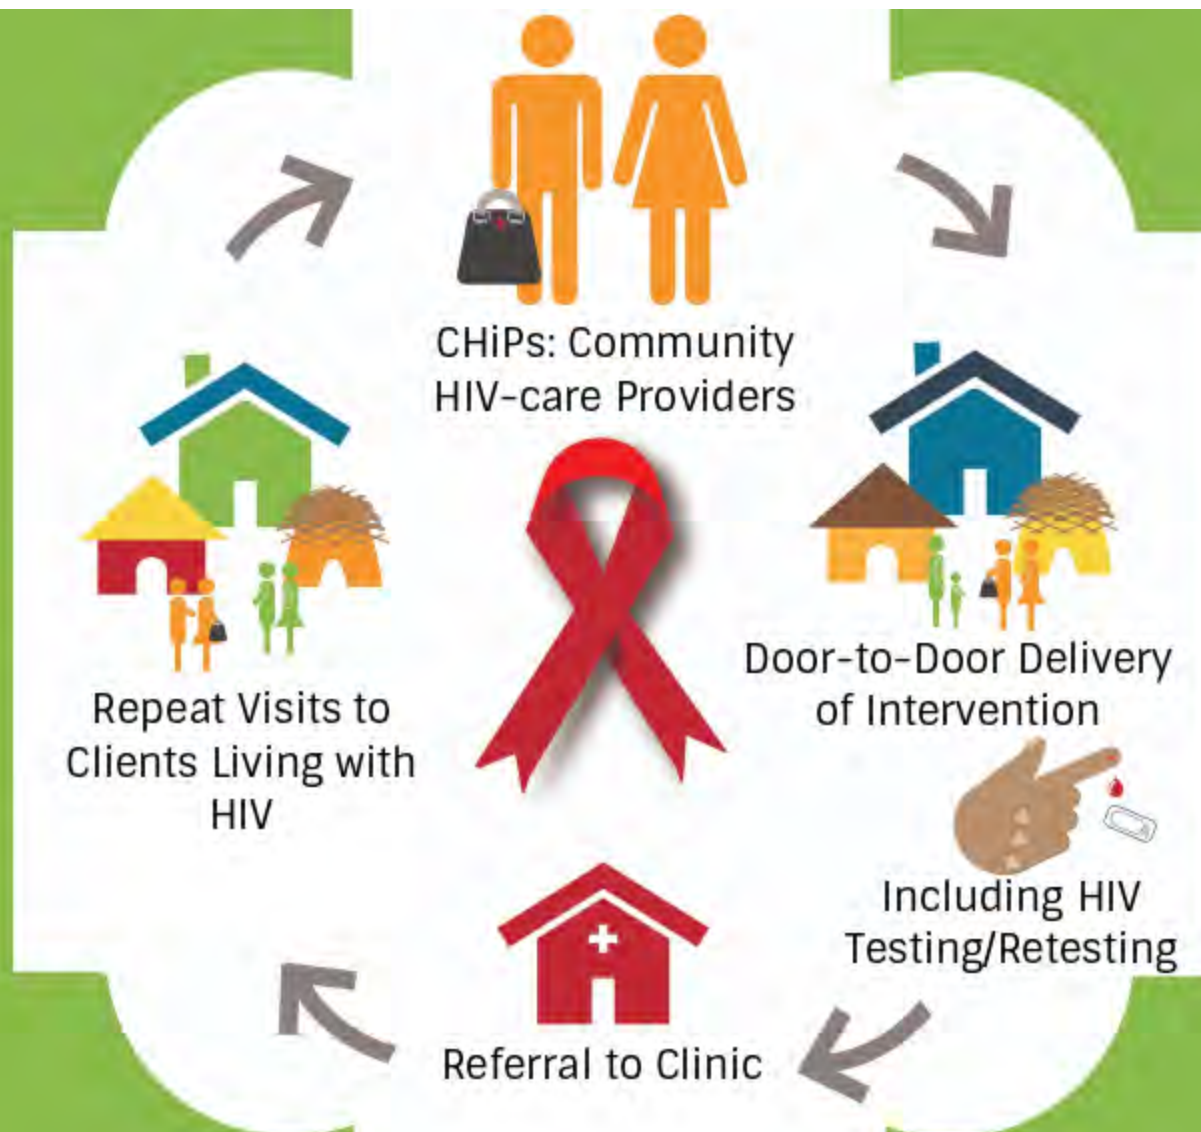 CHiPs: Community
HIV-care Providers
Door-to-Door Delivery
of Intervention
Including HIV
Testing/Retesting
Referral to Clinic
Repeat Visits to
Clients Living with
HIV